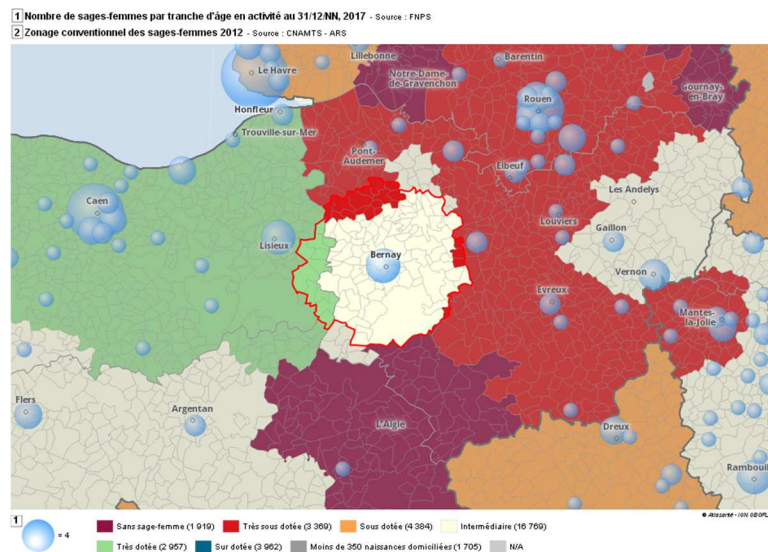 1 Nombre de sages-femmes par tranche d'âge en activité au 31/12/NN, 2017 - Source : FNPS
2 Zonage conventionnel des sages-femmes 2012 - Source : CNAMTS - ARS
Lillebonne
Barentin
Le Havre
Notre-Dame-
de-Gravenchon
Gournay-
en-Bray
Rouen
Honfleur
Trouville-sur-Mer
Pont-
Audemer
Elbeuf
Les Andelys
Caen
Louviers
Gaillon
Lisieux
Bernay
Vernon
Evreux
Mantes-
la-Jolie
Flers
Argentan
L'Aigle
Dreux
Rambouil
© Atlasanté - IGN GEOFL
1
= 4
Sans sage-femme (1 919)
Très sous dotée (3 369)
Sous dotée (4 384)
Intermédiaire (16 769)
Très dotée (2 957)
Sur dotée (3 962)
Moins de 350 naissances domiciliées (1 705)
N/A